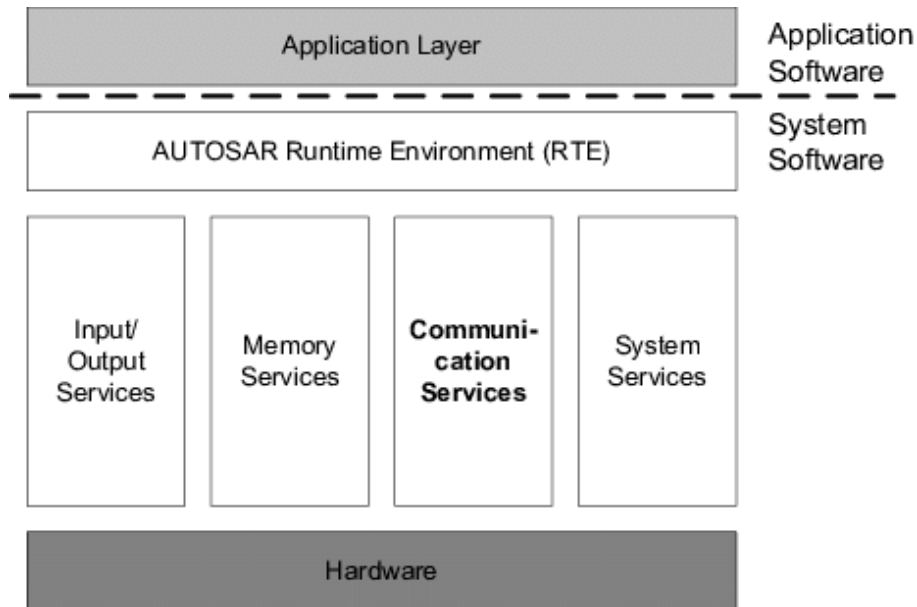 Application Layer
Application
Software
System
Software
AUTOSAR Runtime Environment (RTE)
Input/
Output
Services
Memory
Services
Communi-
cation
Services
System
Services
Hardware